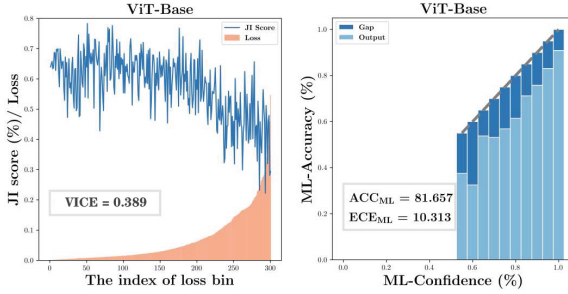 ViT-Base
JI Score
Loss
0.8
0.7
0.6
0.5
0.4
0.3
0.2
0.1
0.0
JI score (%)/ Loss
VICE = 0.389
0 50 100 150 200 250 300
The index of loss bin
ViT-Base
Gap
Output
1.0
0.8
0.6
0.4
0.2
0.0
ML-Accuracy (%)
ACC_ML = 81.657
ECE_ML = 10.313
0.0 0.2 0.4 0.6 0.8 1.0
ML-Confidence (%)